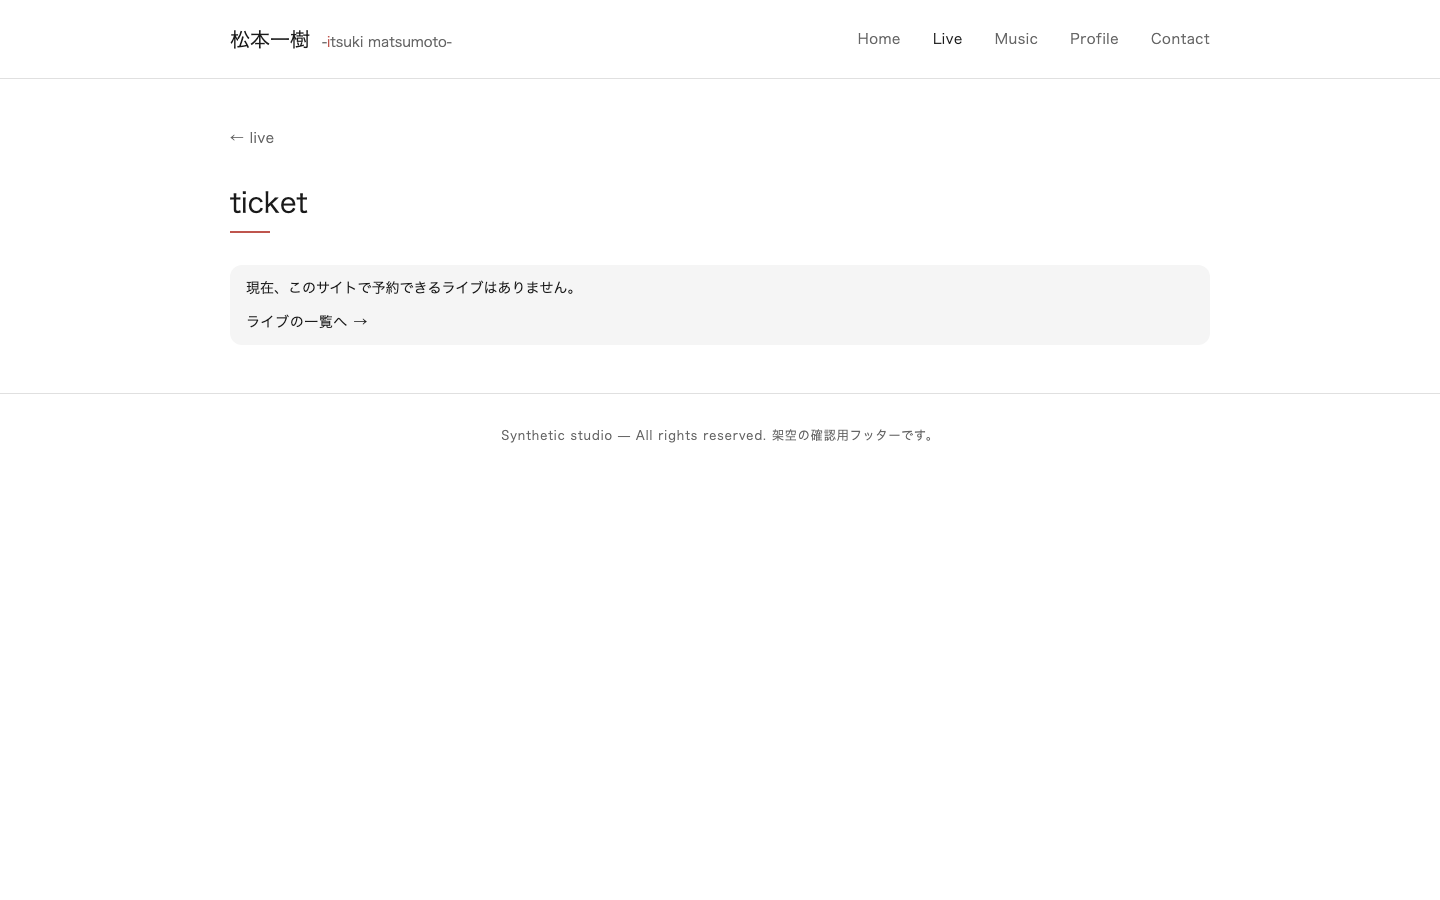 松本一樹 -itsuki matsumoto-
Home Live Music Profile Contact
← live
ticket
現在、このサイトで予約できるライブはありません。
ライブの一覧へ →
Synthetic studio — All rights reserved. 架空の確認用フッターです。